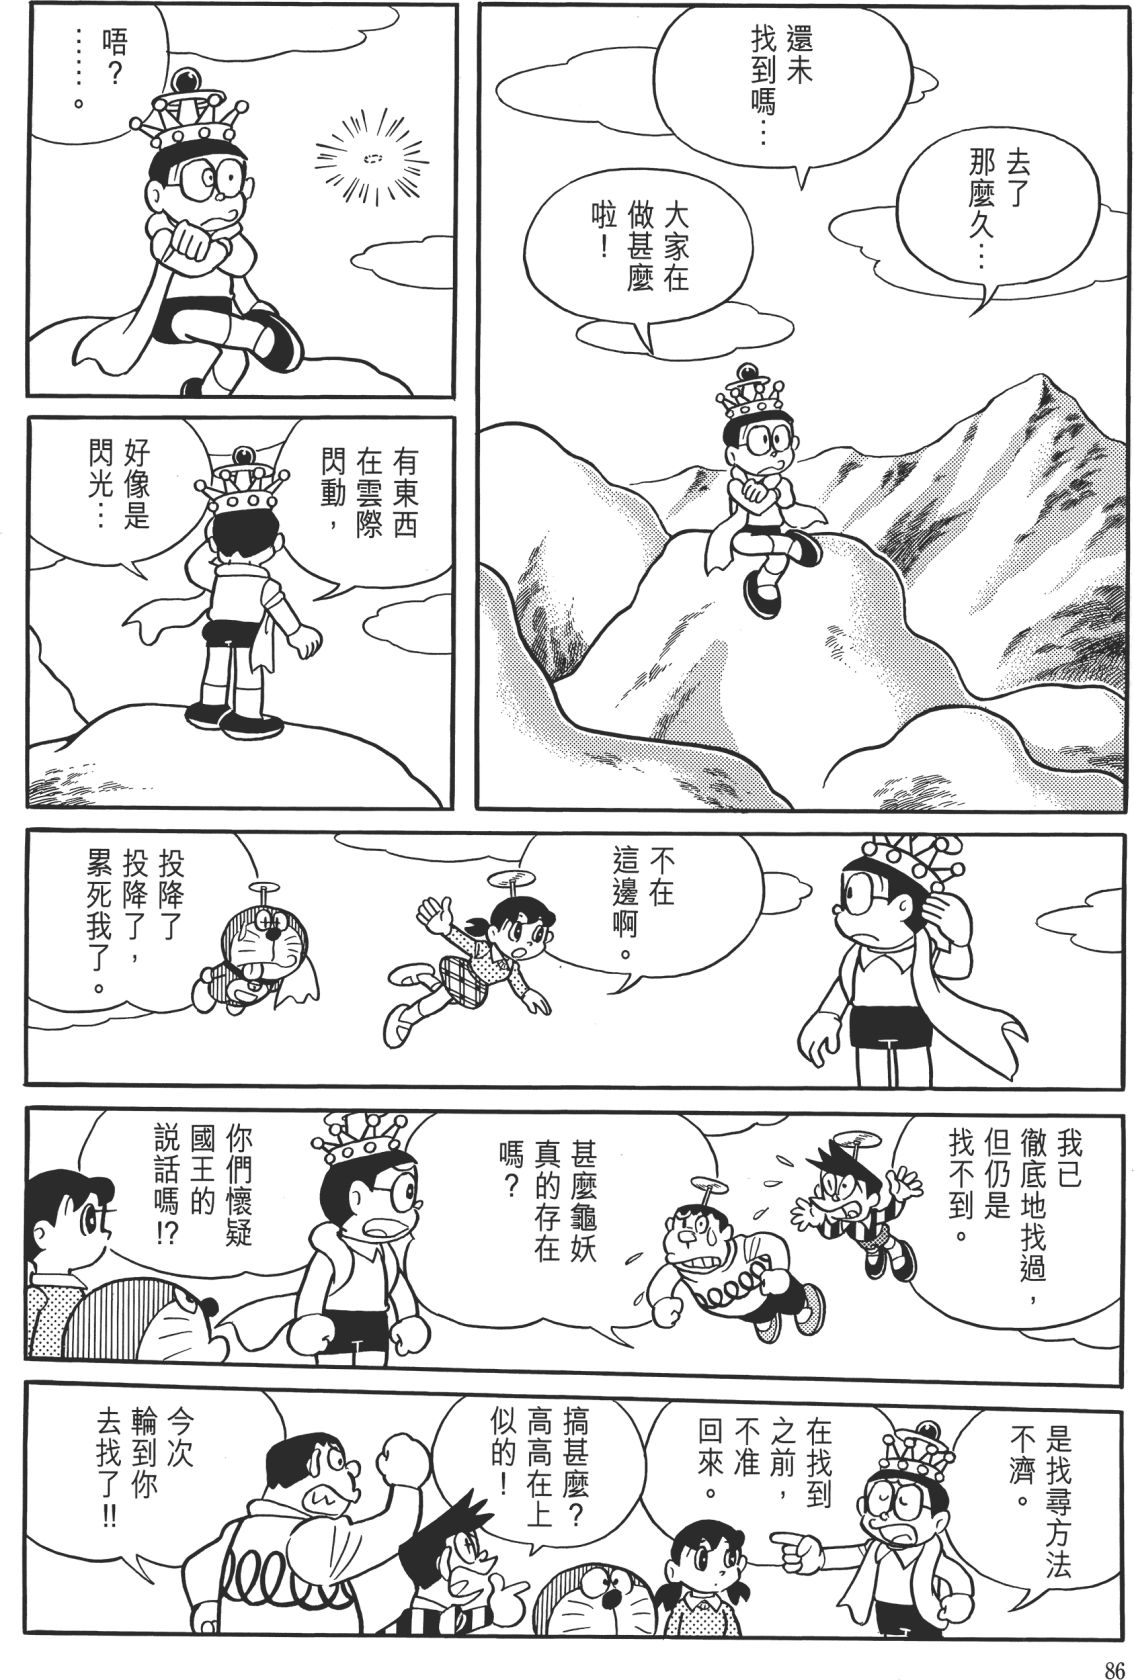 去了
那麼久…
還未
找到嗎…
大家在
做甚麼
啦！
唔？
……。
有東西
在雲際
閃動，
好像是
閃光…
不在
這邊啊。
投降了
投降了，
累死我了。
我已
徹底地找過，
但仍是
找不到。
甚麼龜妖
真的存在
嗎？
你們懷疑
國王的
説話嗎!?
是找尋方法
不濟。
在找到
之前，
不准
回來。
搞甚麼？
高高在上
似的！
今次
輪到你
去找了!!
86